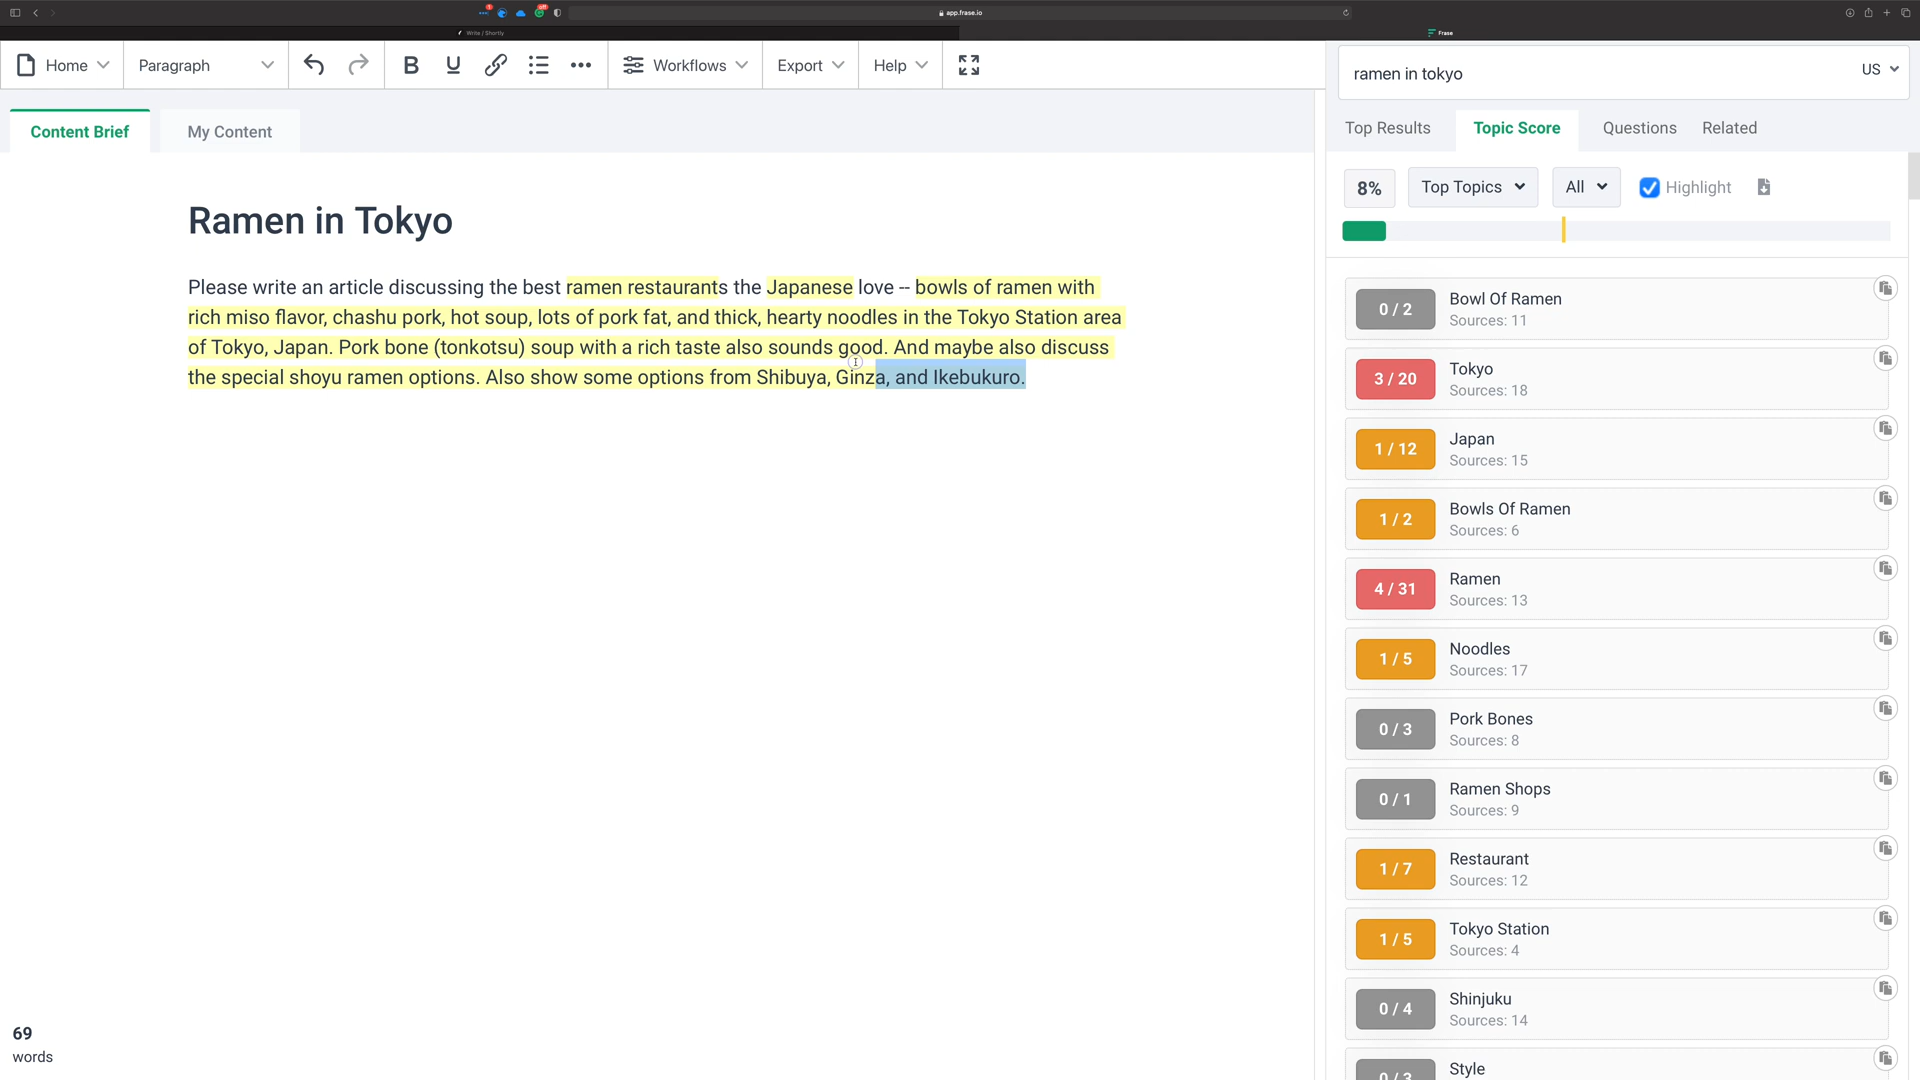 app.frase.io
Write / Shortly
Frase
Home
Paragraph
B
U
Workflows
Export
Help
ramen in tokyo
US
Content Brief
My Content
Top Results
Topic Score
Questions
Related
8%
Top Topics
All
Highlight
Ramen in Tokyo
Please write an article discussing the best ramen restaurants the Japanese love -- bowls of ramen with
rich miso flavor, chashu pork, hot soup, lots of pork fat, and thick, hearty noodles in the Tokyo Station area
of Tokyo, Japan. Pork bone (tonkotsu) soup with a rich taste also sounds good. And maybe also discuss
the special shoyu ramen options. Also show some options from Shibuya, Ginza, and Ikebukuro.
0 / 2
Bowl Of Ramen
Sources: 11
3 / 20
Tokyo
Sources: 18
1 / 12
Japan
Sources: 15
1 / 2
Bowls Of Ramen
Sources: 6
4 / 31
Ramen
Sources: 13
1 / 5
Noodles
Sources: 17
0 / 3
Pork Bones
Sources: 8
0 / 1
Ramen Shops
Sources: 9
1 / 7
Restaurant
Sources: 12
1 / 5
Tokyo Station
Sources: 4
0 / 4
Shinjuku
Sources: 14
0 / 3
Style
69
words